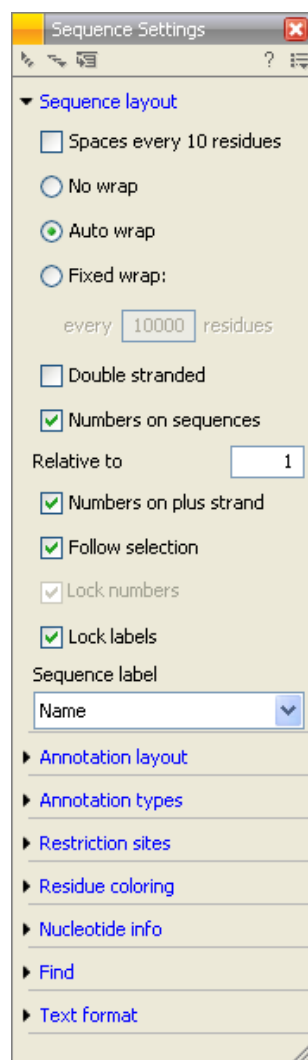 Sequence Settings
?
Sequence layout
Spaces every 10 residues
No wrap
Auto wrap
Fixed wrap:
every 10000 residues
Double stranded
Numbers on sequences
Relative to 1
Numbers on plus strand
Follow selection
Lock numbers
Lock labels
Sequence label
Name
Annotation layout
Annotation types
Restriction sites
Residue coloring
Nucleotide info
Find
Text format